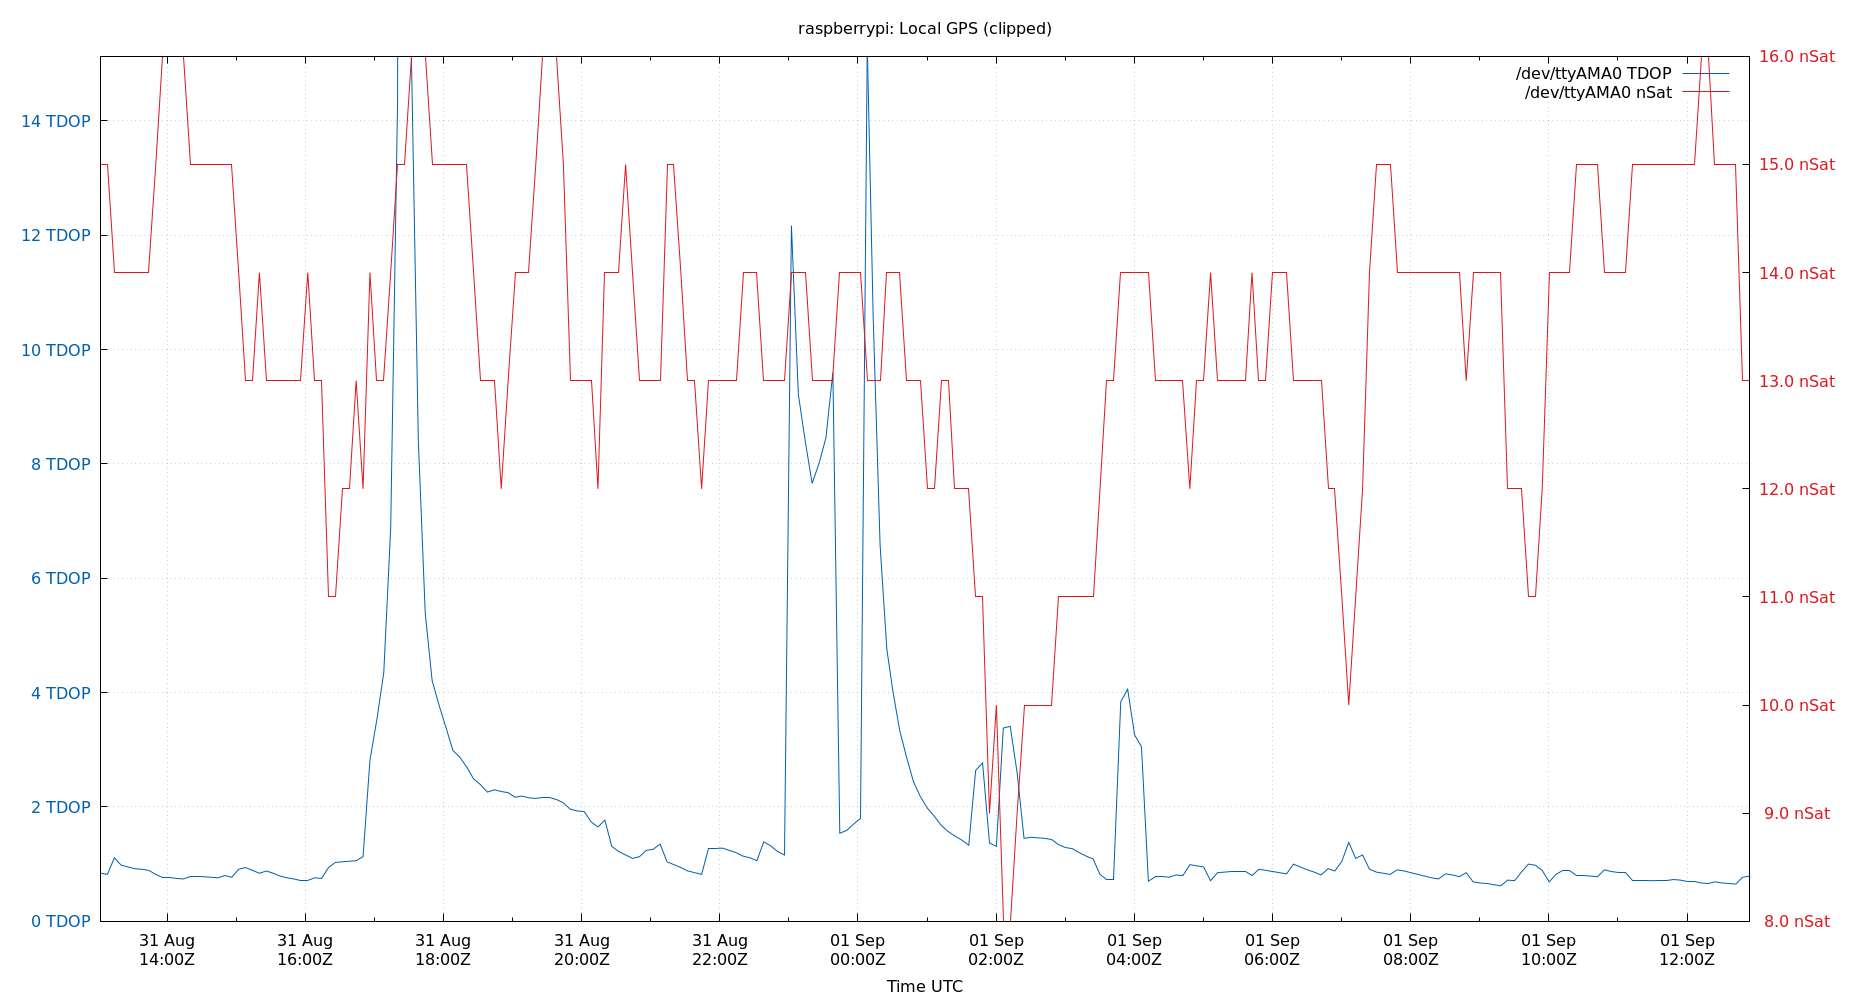 raspberrypi: Local GPS (clipped)
/dev/ttyAMA0 TDOP
/dev/ttyAMA0 nSat
14 TDOP
12 TDOP
10 TDOP
8 TDOP
6 TDOP
4 TDOP
2 TDOP
0 TDOP
16.0 nSat
15.0 nSat
14.0 nSat
13.0 nSat
12.0 nSat
11.0 nSat
10.0 nSat
9.0 nSat
8.0 nSat
31 Aug
14:00Z
31 Aug
16:00Z
31 Aug
18:00Z
31 Aug
20:00Z
31 Aug
22:00Z
01 Sep
00:00Z
01 Sep
02:00Z
01 Sep
04:00Z
01 Sep
06:00Z
01 Sep
08:00Z
01 Sep
10:00Z
01 Sep
12:00Z
Time UTC